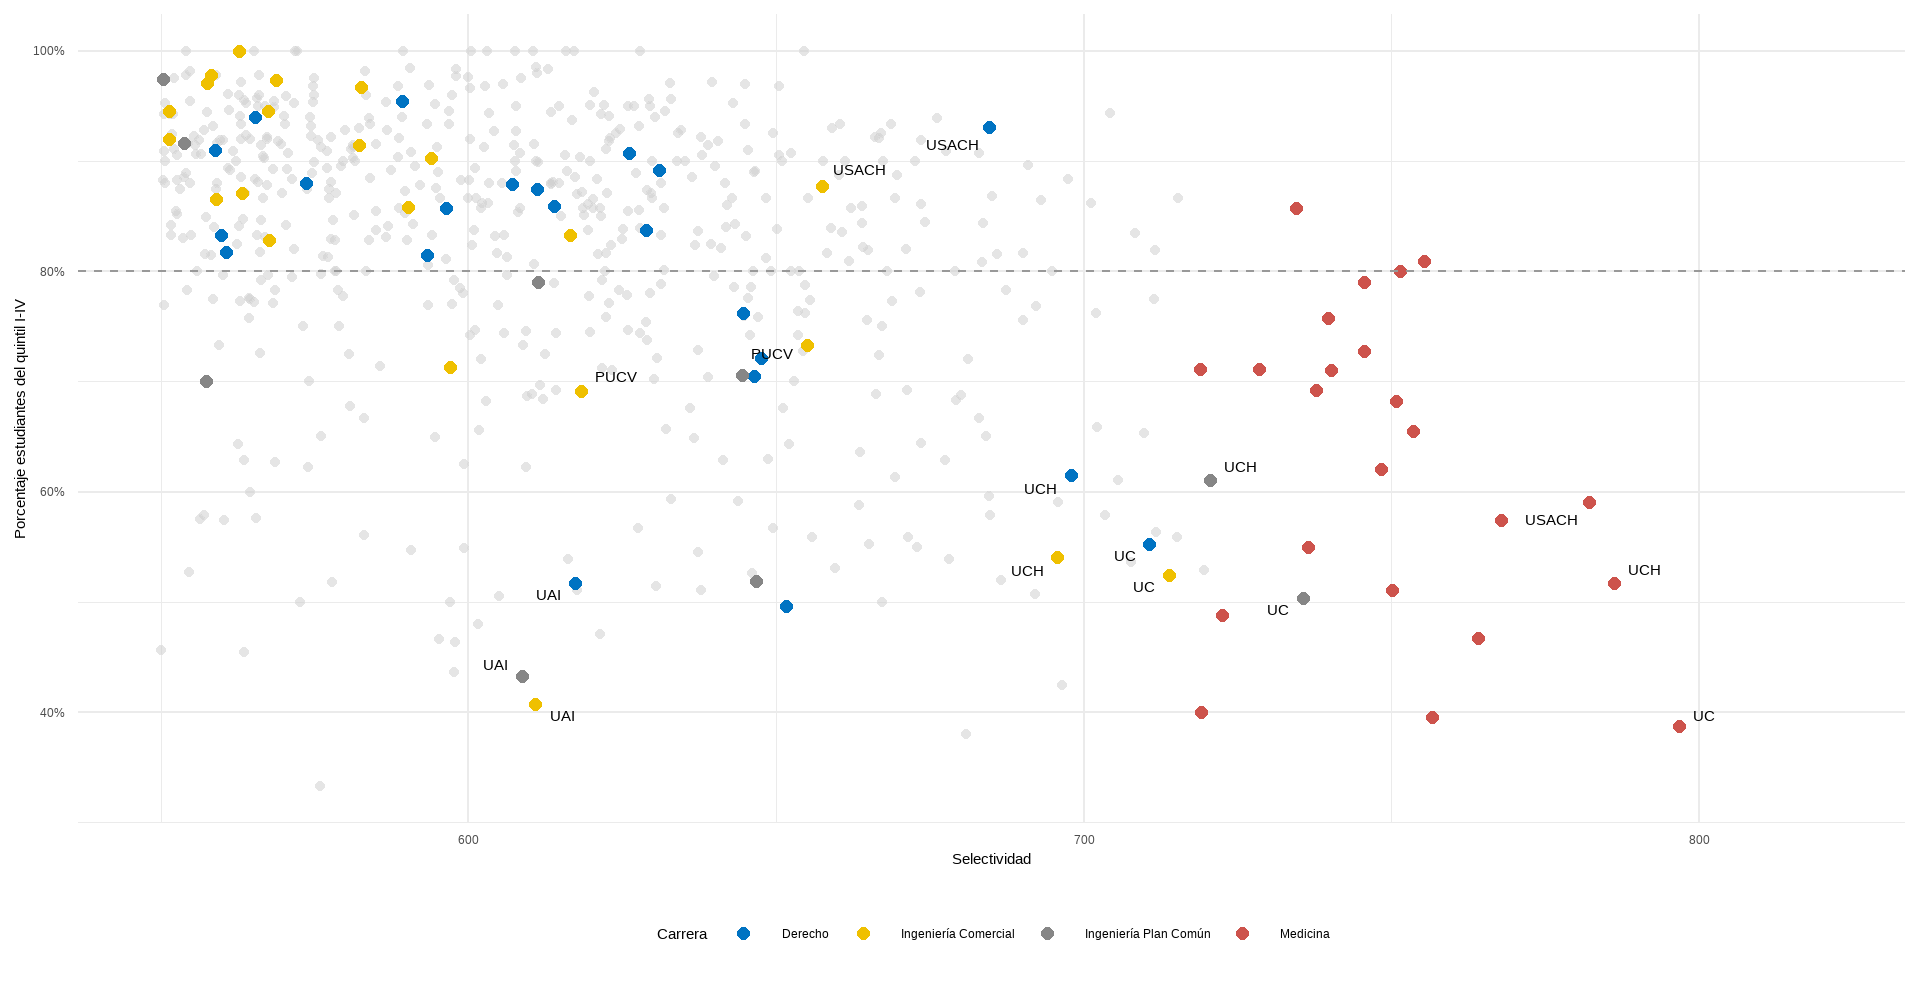 100%
80%
60%
40%
Porcentaje estudiantes del quintil I-IV
USACH
USACH
PUCV
PUCV
UCH
UCH
USACH
UC
UCH
UCH
UC
UAI
UC
UAI
UAI
UC
600
700
800
Selectividad
Carrera Derecho Ingeniería Comercial Ingeniería Plan Común Medicina